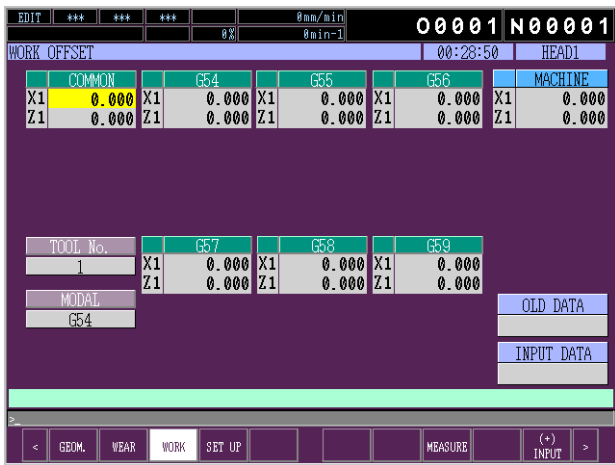 EDIT *** *** *** 0mm/min O0001 N00001
0% 0min-1
WORK OFFSET 00:28:50 HEAD1
COMMON G54 G55 G56 MACHINE
X1 0.000 X1 0.000 X1 0.000 X1 0.000 X1 0.000
Z1 0.000 Z1 0.000 Z1 0.000 Z1 0.000 Z1 0.000
TOOL No. G57 G58 G59
1 X1 0.000 X1 0.000 X1 0.000
Z1 0.000 Z1 0.000 Z1 0.000
MODAL OLD DATA
G54
INPUT DATA
>_
< GEOM. WEAR WORK SET UP MEASURE (+) INPUT >